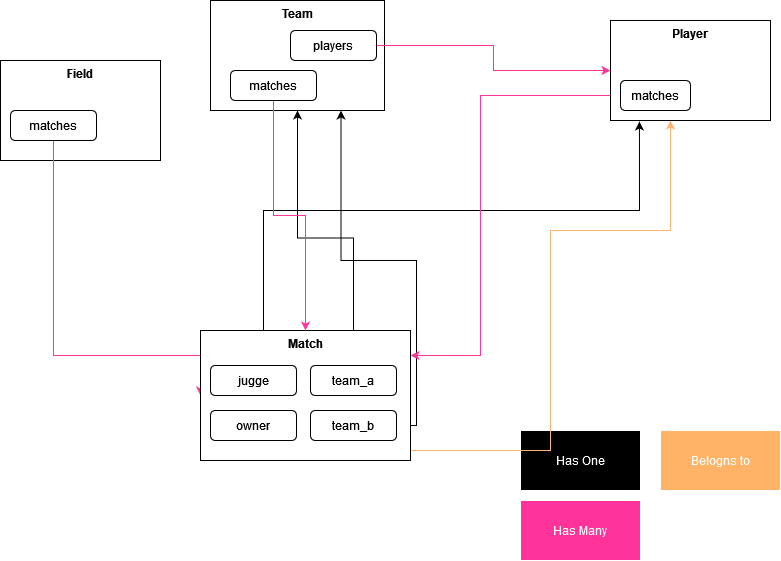 Team
players
matches
Player
matches
Field
matches
Match
jugge
team_a
owner
team_b
Has One
Belogns to
Has Many